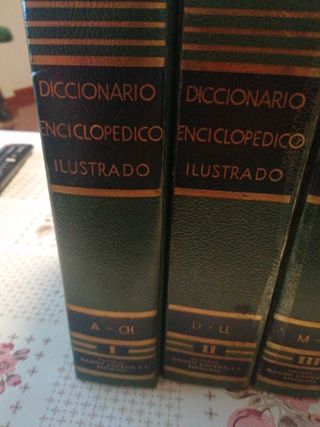 DICCIONARIO
ENCICLOPEDICO
ILUSTRADO
A - CH
I
DICCIONARIO
ENCICLOPEDICO
ILUSTRADO
D - LL
II
M -
III